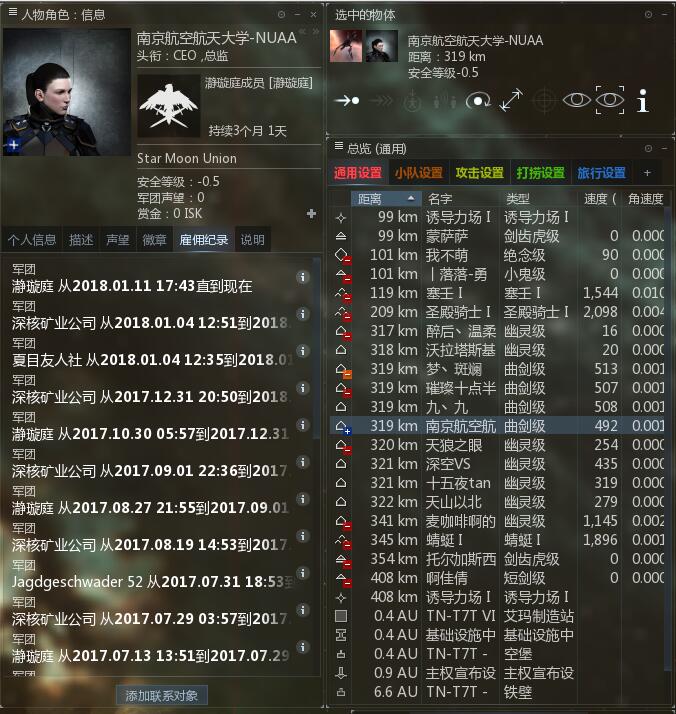 人物角色：信息
南京航空航天大学-NUAA
头衔：CEO ,总监
瀞璇庭成员 [瀞璇庭]
持续3个月 1天
Star Moon Union
安全等级：-0.5
军团声望：0
赏金：0 ISK
个人信息 描述 声望 徽章 雇佣纪录 说明
军团
瀞璇庭 从2018.01.11 17:43直到现在
军团
深核矿业公司 从2018.01.04 12:51到2018.
军团
夏目友人社 从2018.01.04 12:35到2018.01
军团
深核矿业公司 从2017.12.31 20:50到2018.
军团
瀞璇庭 从2017.10.30 05:57到2017.12.31
军团
深核矿业公司 从2017.09.01 22:36到2017.
军团
瀞璇庭 从2017.08.27 21:55到2017.09.01
军团
深核矿业公司 从2017.08.19 14:53到2017.
军团
Jagdgeschwader 52 从2017.07.31 18:53到
军团
深核矿业公司 从2017.07.29 03:57到2017.
军团
瀞璇庭 从2017.07.13 13:51到2017.07.29
军团
添加联系对象
选中的物体
南京航空航天大学-NUAA
距离：319 km
安全等级-0.5
总览 (通用)
通用设置 小队设置 攻击设置 打捞设置 旅行设置 +
距离 名字 类型 速度 ( 角速度
99 km 诱导力场 I 诱导力场 I
99 km 蒙萨萨 剑齿虎级 0 0.000
101 km 我不萌 绝念级 90 0.000
101 km 丨落落-勇 小鬼级 0 0.000
119 km 塞壬 I 塞壬 I 1,544 0.010
209 km 圣殿骑士 I 圣殿骑士 I 2,098 0.004
317 km 醉后丶温柔 幽灵级 16 0.000
318 km 沃拉塔斯基 幽灵级 20 0.000
319 km 梦丶斑斓 曲剑级 513 0.001
319 km 璀璨十点半 曲剑级 507 0.001
319 km 九丶九 曲剑级 508 0.001
319 km 南京航空航 曲剑级 492 0.001
320 km 天狼之眼 幽灵级 254 0.000
321 km 深空VS 幽灵级 435 0.000
321 km 十五夜tan 幽灵级 319 0.000
322 km 天山以北 幽灵级 279 0.000
341 km 麦咖啡啊的 幽灵级 1,145 0.002
345 km 蜻蜓 I 蜻蜓 I 1,896 0.001
354 km 托尔加斯西 剑齿虎级 0 0.000
408 km 啊佳倩 短剑级 0 0.000
408 km 诱导力场 I 诱导力场 I
0.4 AU TN-T7T VI 艾玛制造站
0.4 AU 基础设施中 基础设施中
0.4 AU TN-T7T - 空堡
0.9 AU 主权宣布设 主权宣布设
6.6 AU TN-T7T - 铁壁